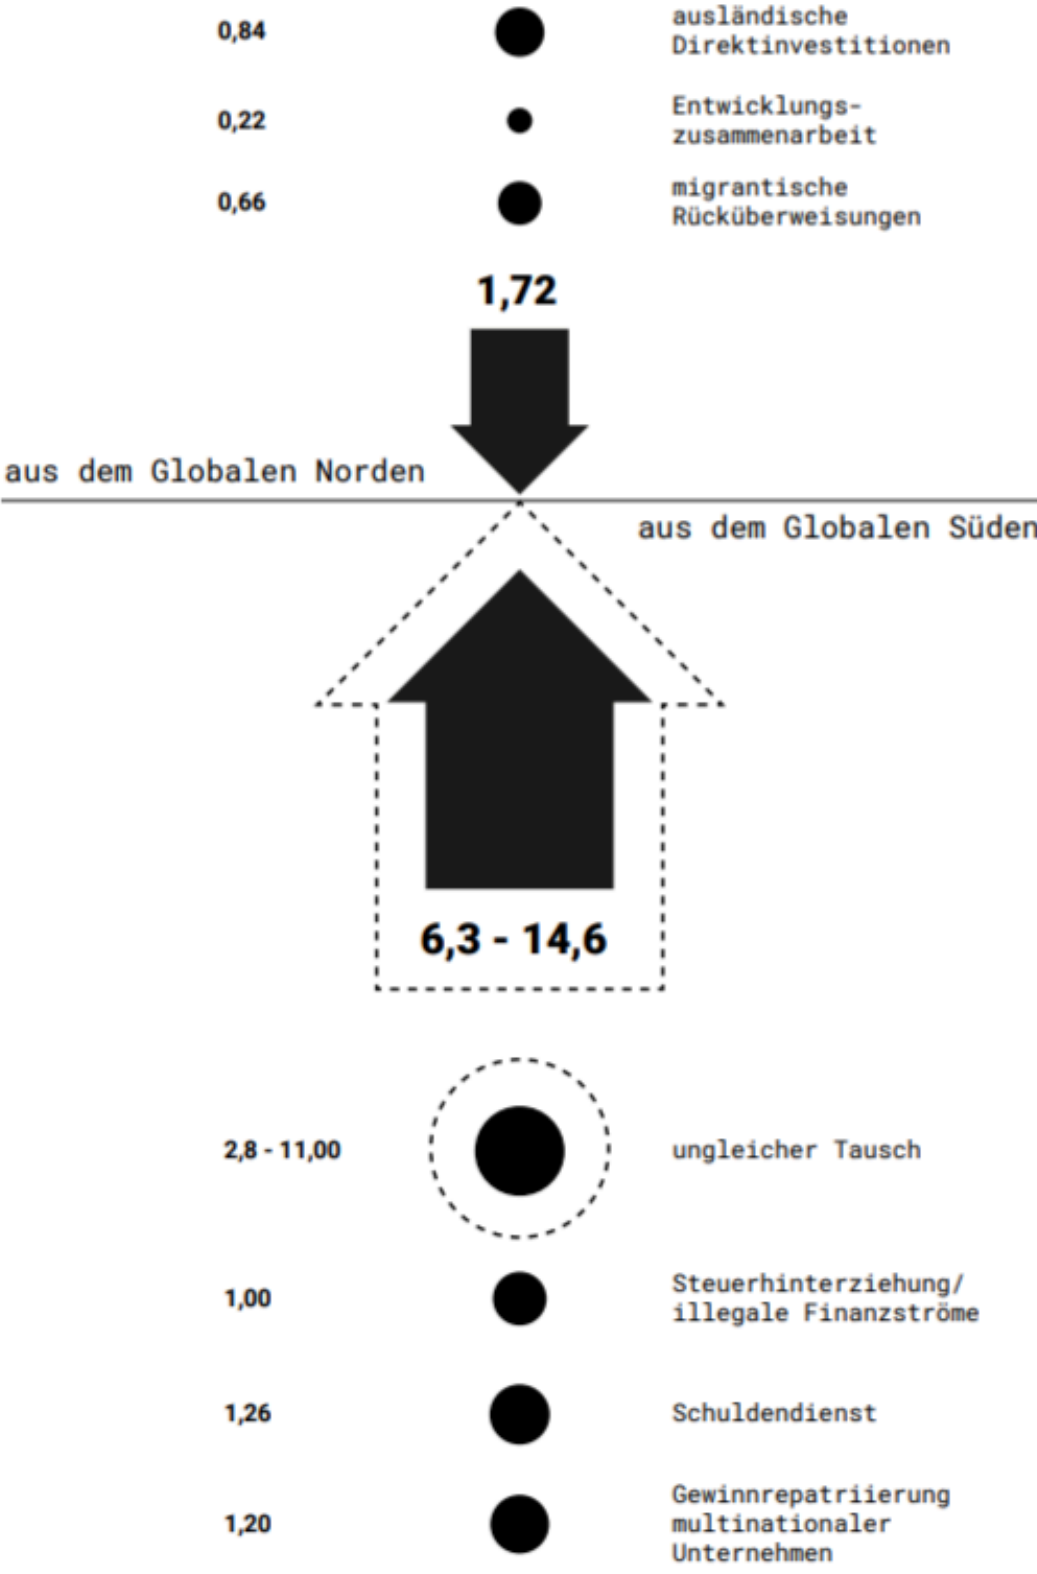 0,84
ausländische
Direktinvestitionen
0,22
Entwicklungs-
zusammenarbeit
0,66
migrantische
Rücküberweisungen
1,72
aus dem Globalen Norden
aus dem Globalen Süden
6,3 - 14,6
2,8 - 11,00
ungleicher Tausch
1,00
Steuerhinterziehung/
illegale Finanzströme
1,26
Schuldendienst
1,20
Gewinnrepatriierung
multinationaler
Unternehmen